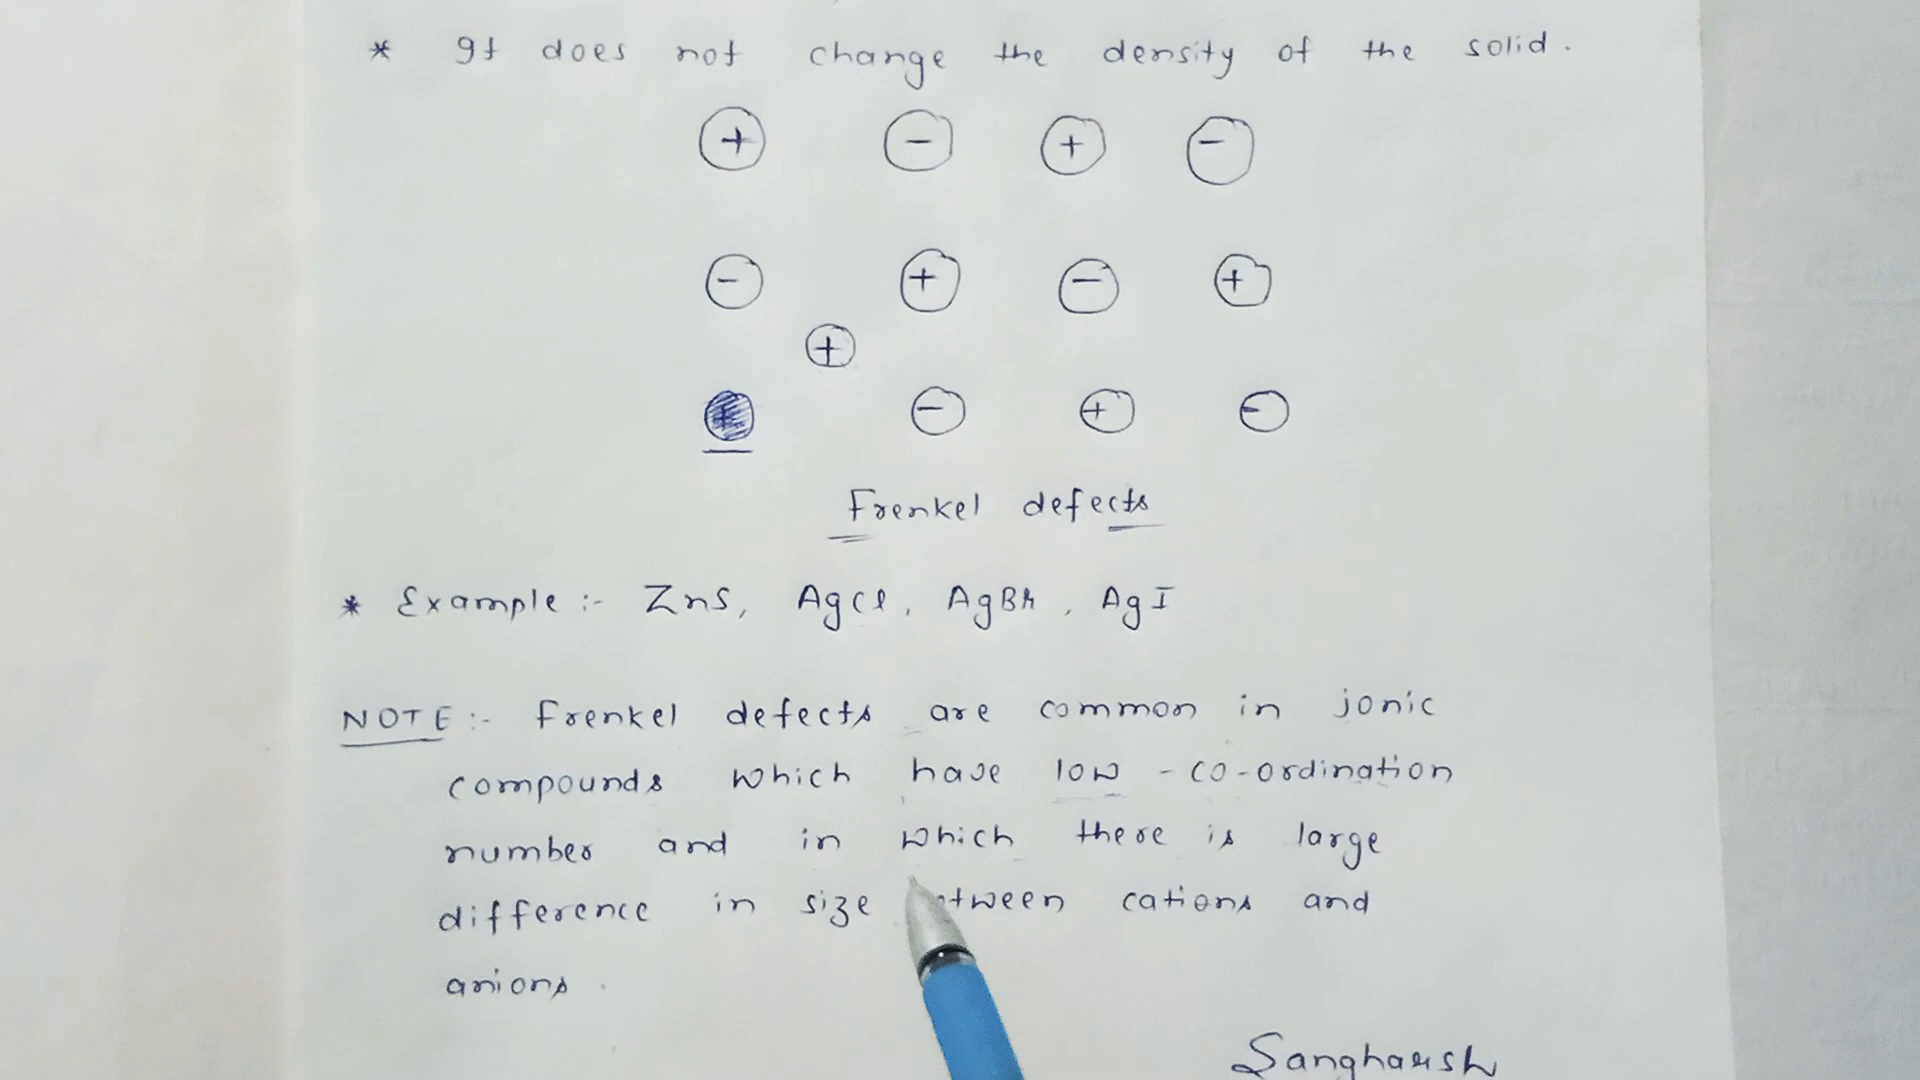 * It does not change the density of the solid.
+ - + -
- + - +
+
+ - + -
Frenkel defects
* Example :- ZnS, AgCl, AgBr, AgI
NOTE :- Frenkel defects are common in ionic
compounds which have low - co-ordination
number and in which there is large
difference in size between cations and
anions.
Sangharsh